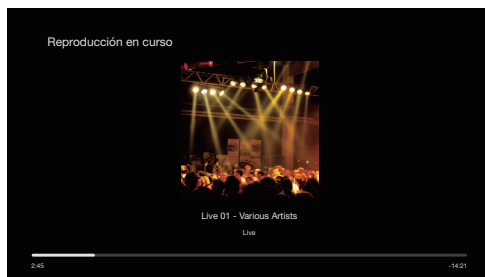 Reproducción en curso
Live 01 - Various Artists
Live
2:45
-14:21